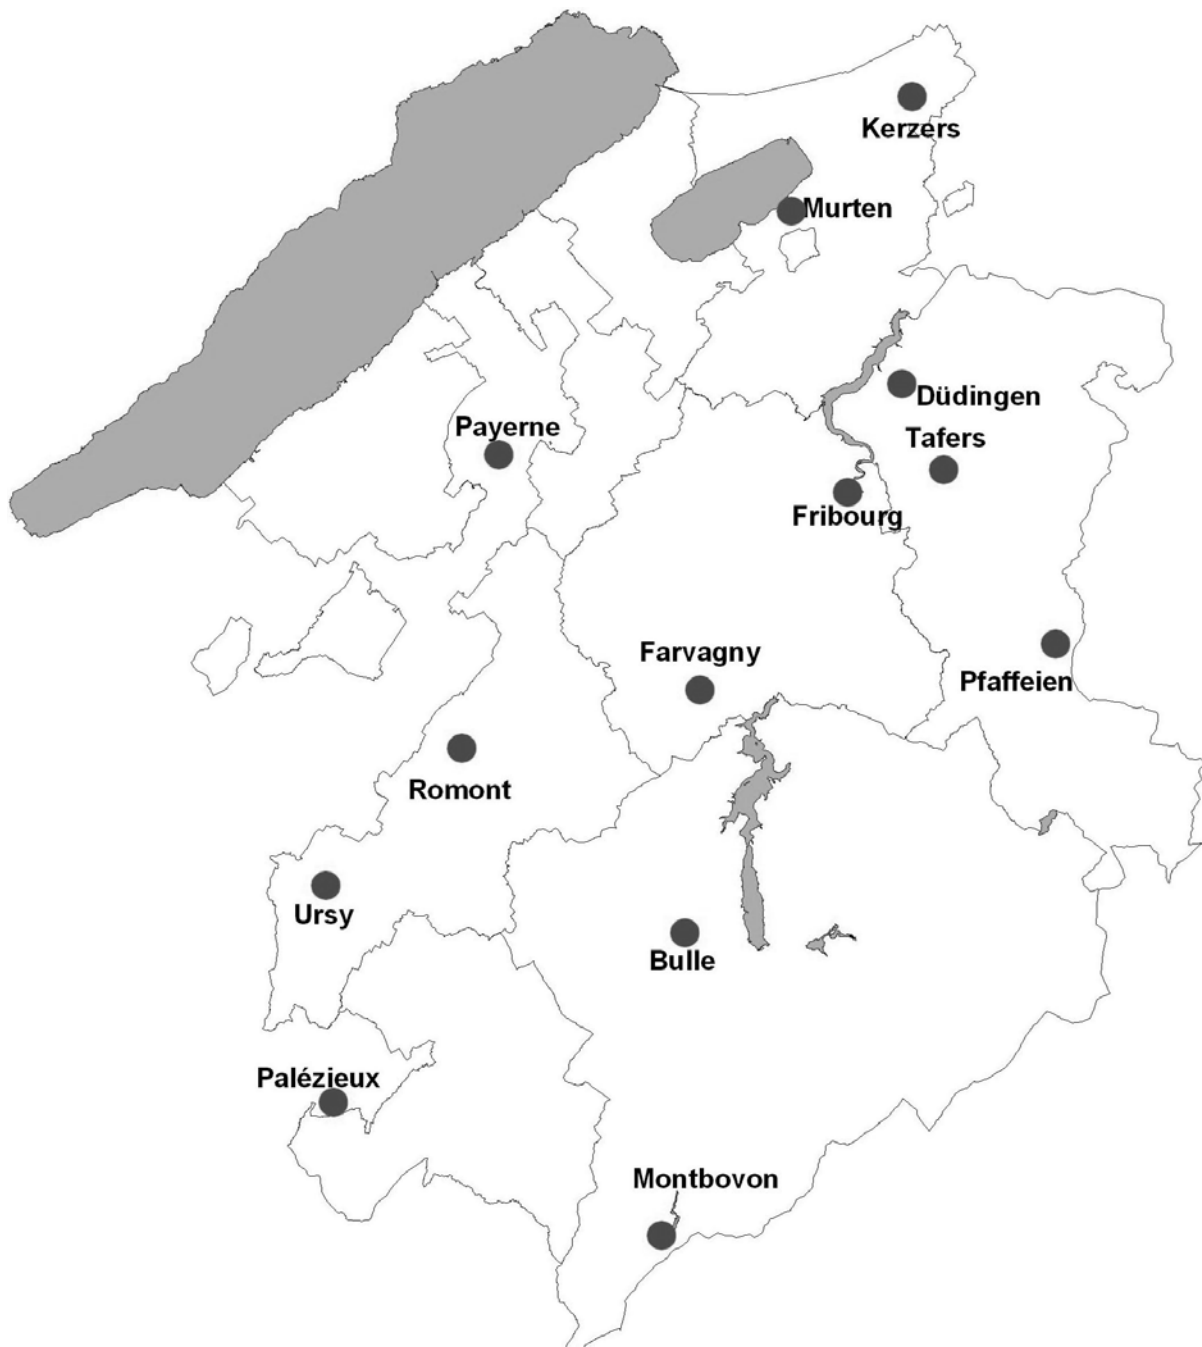 Kerzers
Murten
Düdingen
Payerne
Tafers
Fribourg
Farvagny
Pfaffeien
Romont
Ursy
Bulle
Palézieux
Montbovon